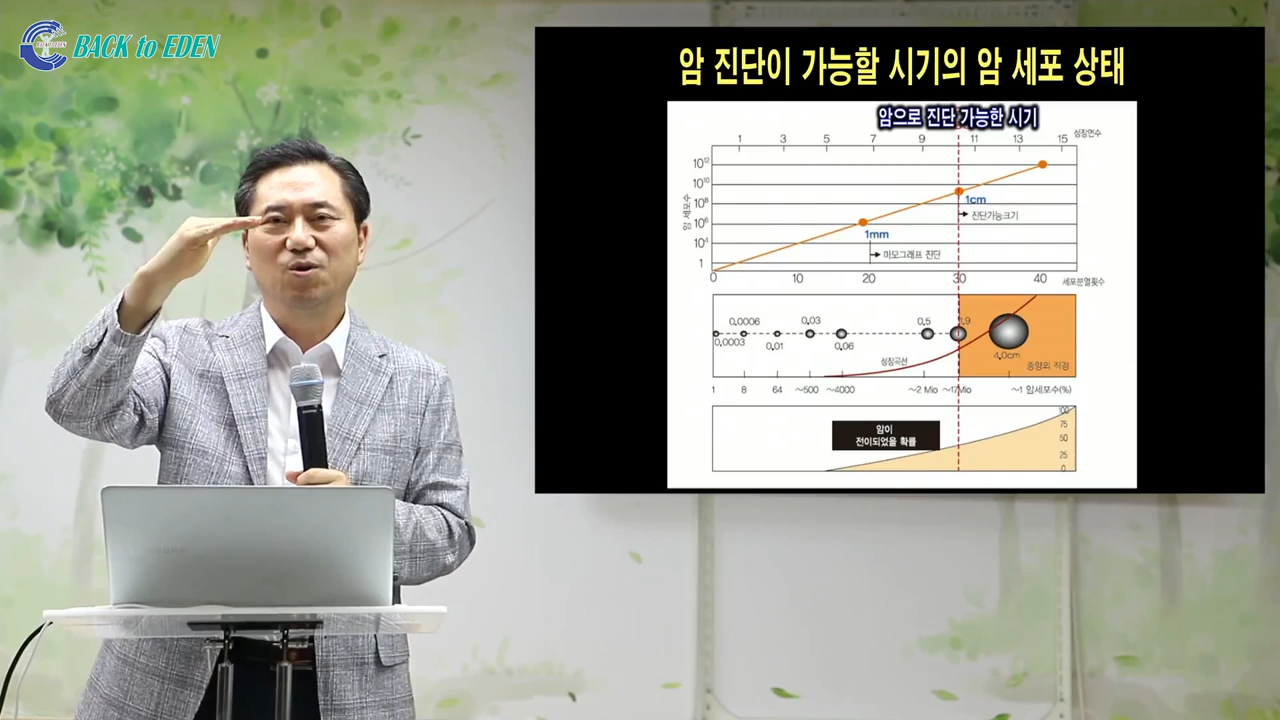 BACK to EDEN
암 진단이 가능할 시기의 암 세포 상태
암으로 진단 가능한 시기
1 3 5 7 9 11 13 15 성장연수
암 세포수
10¹²
10¹⁰
10⁸
10⁶
10⁴
1
1cm
진단가능크기
1mm
미모그래프 진단
0 10 20 30 40 세포분열횟수
0.0003 0.0006 0.01 0.03 0.06 0.5 1.9 4.0cm
성장곡선
종양의 직경
1 8 64 ~500 ~4000 ~2 Mio ~17Mio ~1 암세포수(%)
암이
전이되었을 확률
100
75
50
25
0